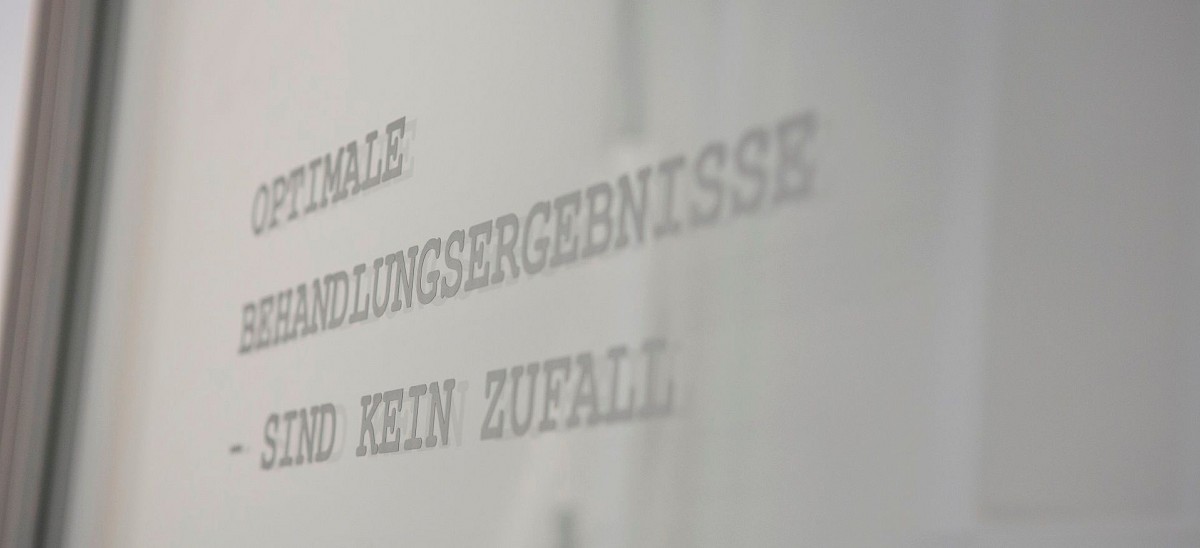 OPTIMALE
BEHANDLUNGSERGEBNISSE
- SIND KEIN ZUFALL